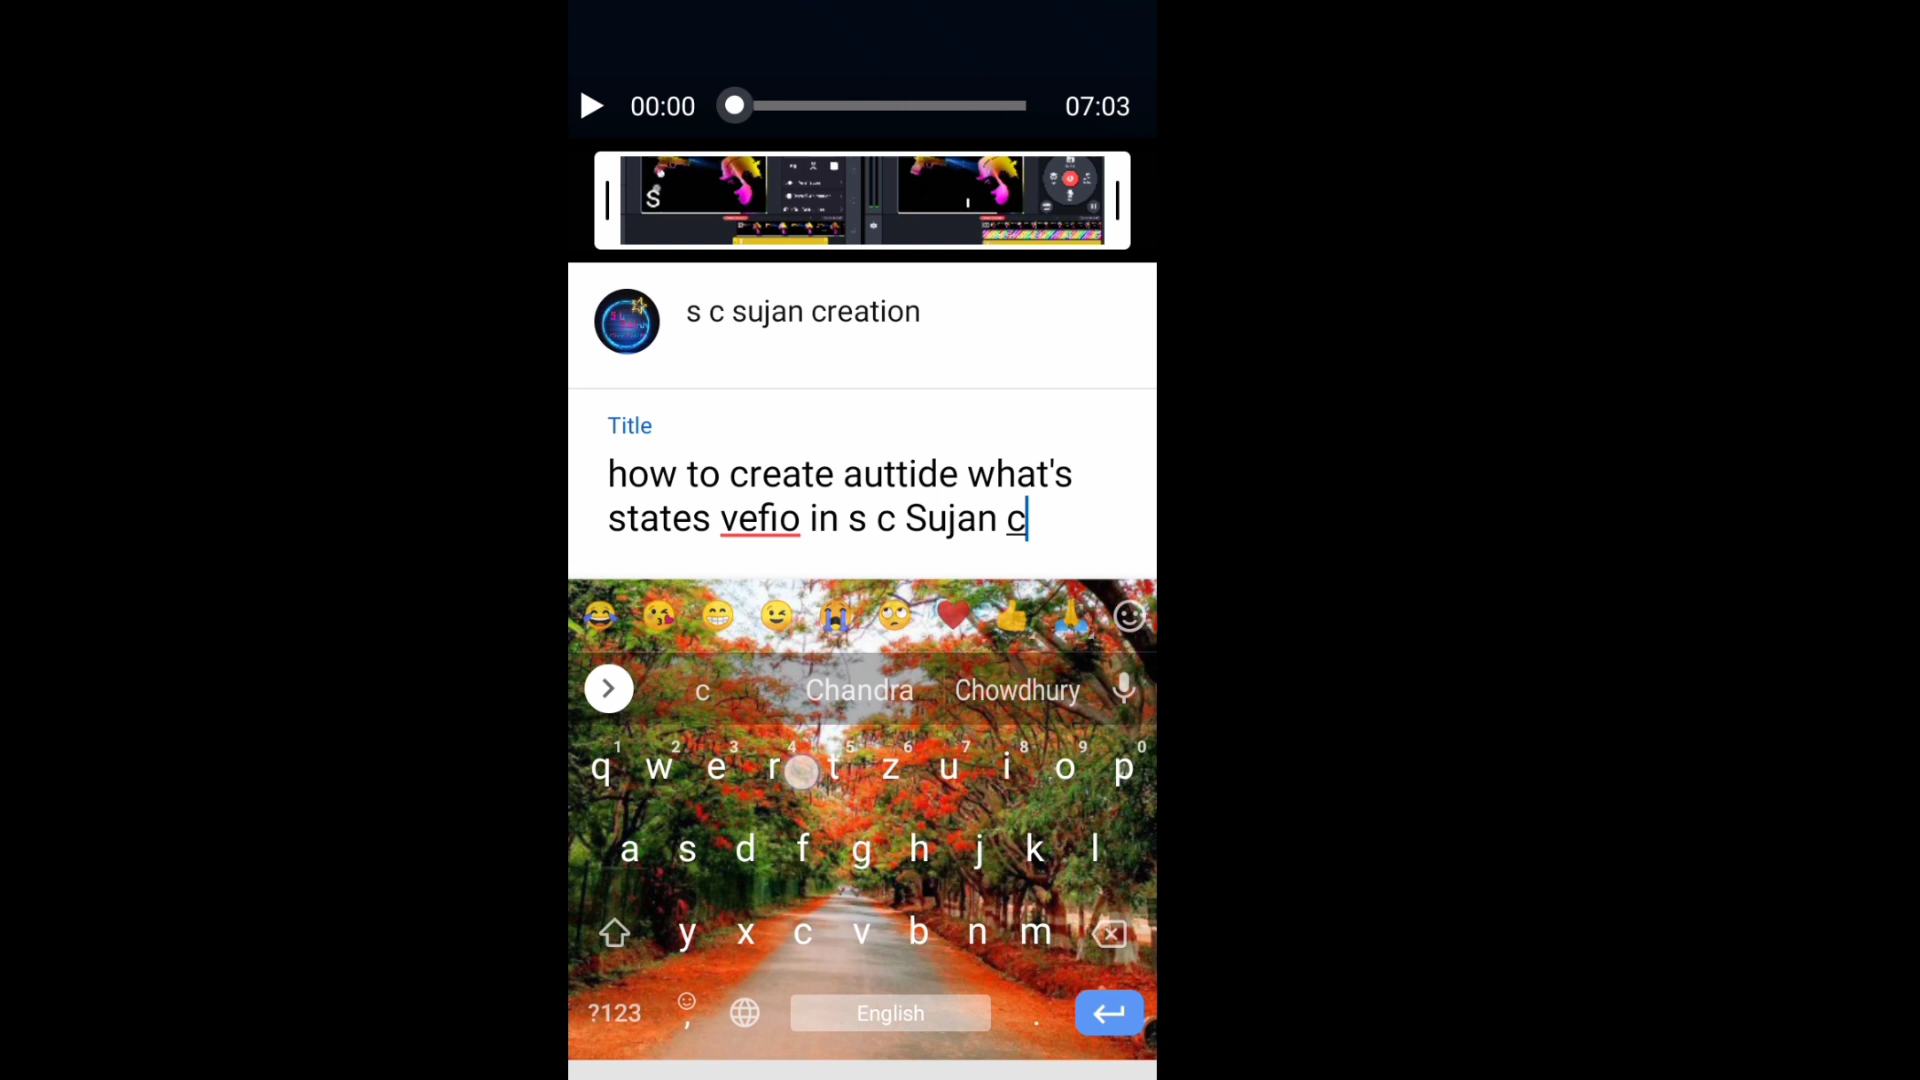 00:00 07:03
S
s c sujan creation
Title
how to create auttide what's
states vefio in s c Sujan c
c Chandra Chowdhury
1 2 3 4 5 6 7 8 9 0
q w e r t z u i o p
a s d f g h j k l
y x c v b n m
?123 , English .